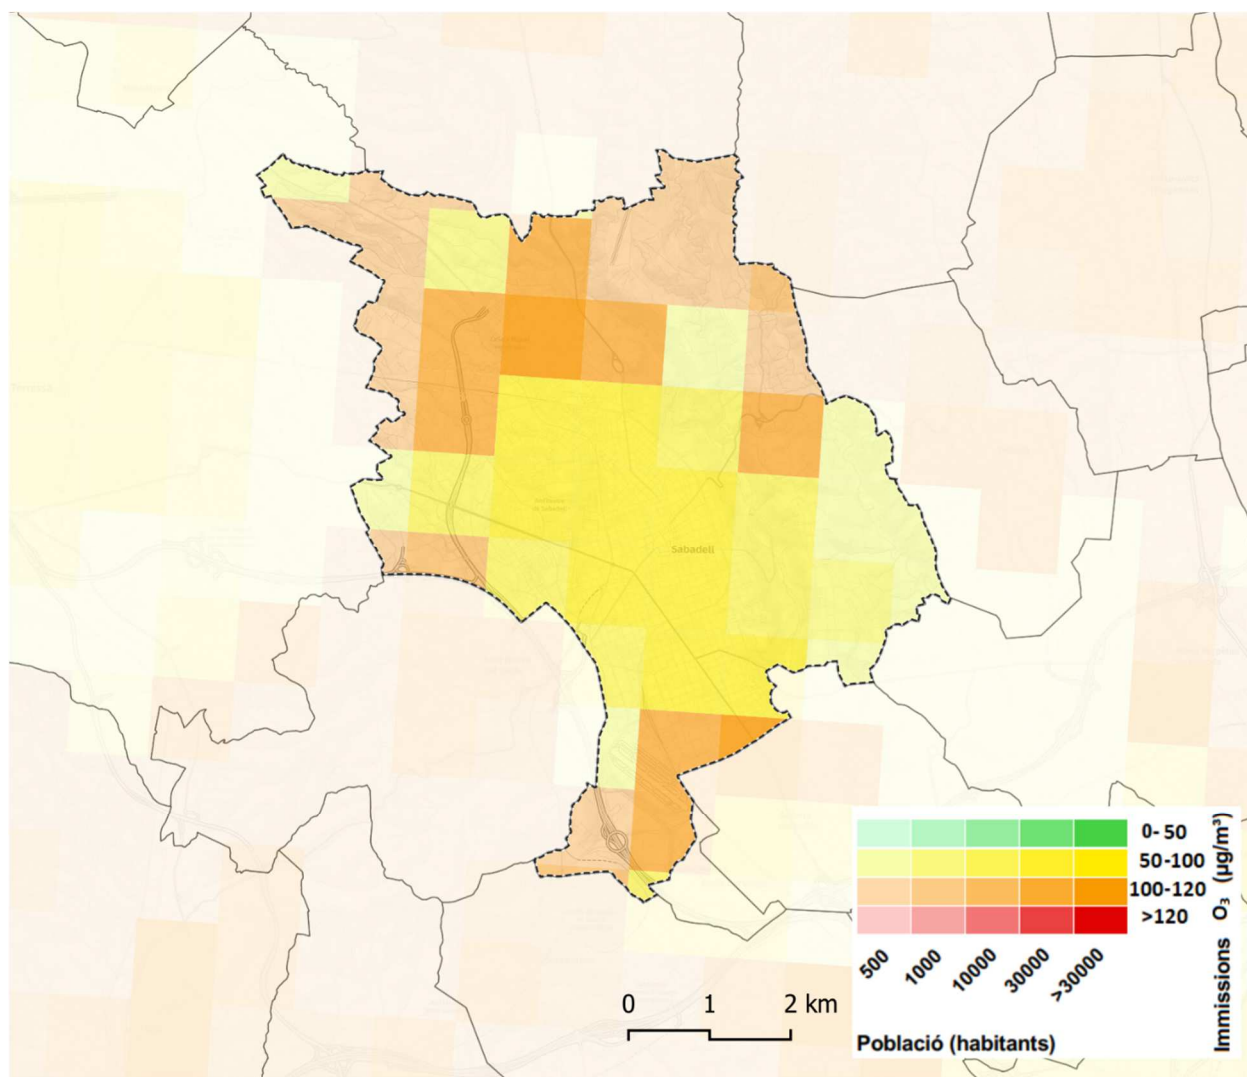 Terrassa
Sabadell
0 1 2 km
0- 50
50-100
100-120
>120
500
1000
10000
30000
>30000
Població (habitants)
Immissions O₃ (µg/m³)